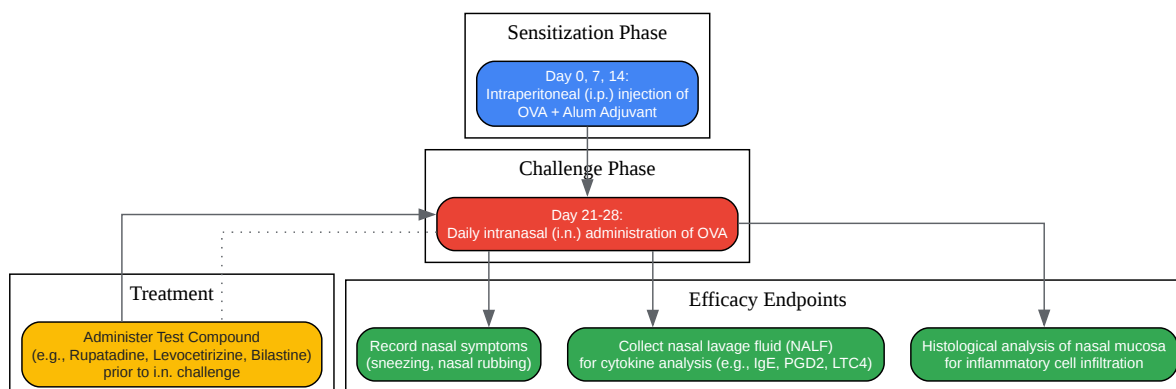 Sensitization Phase
Day 0, 7, 14:
Intraperitoneal (i.p.) injection of
OVA + Alum Adjuvant
Challenge Phase
Day 21-28:
Daily intranasal (i.n.) administration of OVA
Treatment
Administer Test Compound
(e.g., Rupatadine, Levocetirizine, Bilastine)
prior to i.n. challenge
Efficacy Endpoints
Record nasal symptoms
(sneezing, nasal rubbing)
Collect nasal lavage fluid (NALF)
for cytokine analysis (e.g., IgE, PGD2, LTC4)
Histological analysis of nasal mucosa
for inflammatory cell infiltration